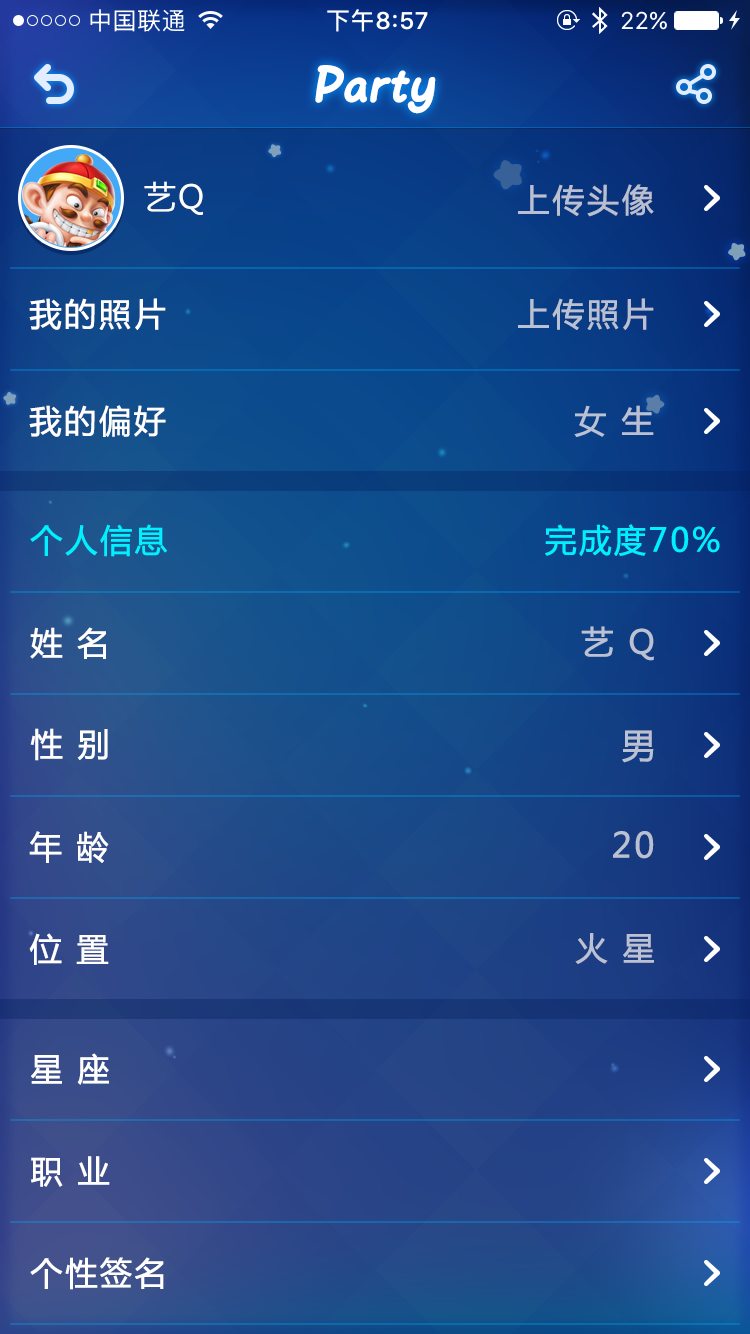 中国联通 下午8:57 22%
Party
艺Q 上传头像
我的照片 上传照片
我的偏好 女 生
个人信息 完成度70%
姓 名 艺 Q
性 别 男
年 龄 20
位 置 火 星
星 座
职 业
个性签名